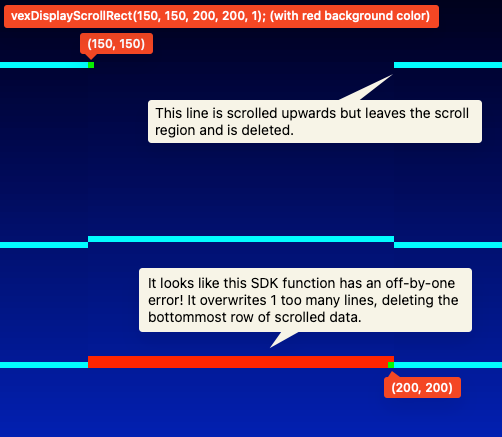 vexDisplayScrollRect(150, 150, 200, 200, 1); (with red background color)
(150, 150)
This line is scrolled upwards but leaves the scroll
region and is deleted.
It looks like this SDK function has an off-by-one
error! It overwrites 1 too many lines, deleting the
bottommost row of scrolled data.
(200, 200)